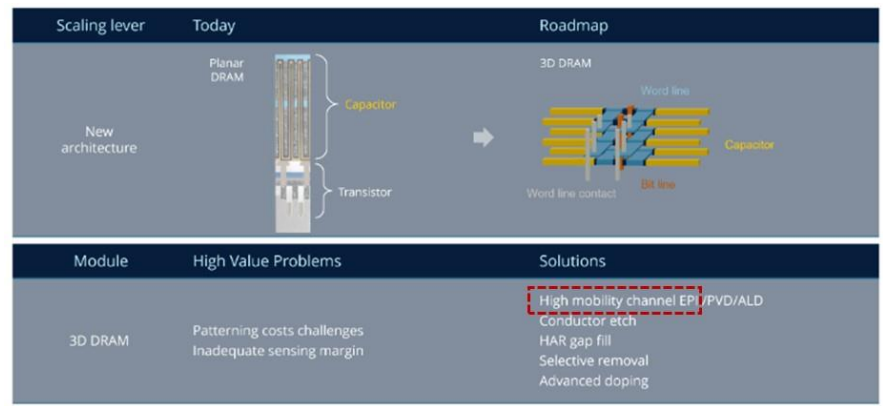 Scaling lever
Today
Roadmap
Planar
DRAM
Capacitor
Transistor
New
architecture
3D DRAM
Word line
Capacitor
Bit line
Word line contact
Module
High Value Problems
Solutions
3D DRAM
Patterning costs challenges
Inadequate sensing margin
High mobility channel EPI/PVD/ALD
Conductor etch
HAR gap fill
Selective removal
Advanced doping